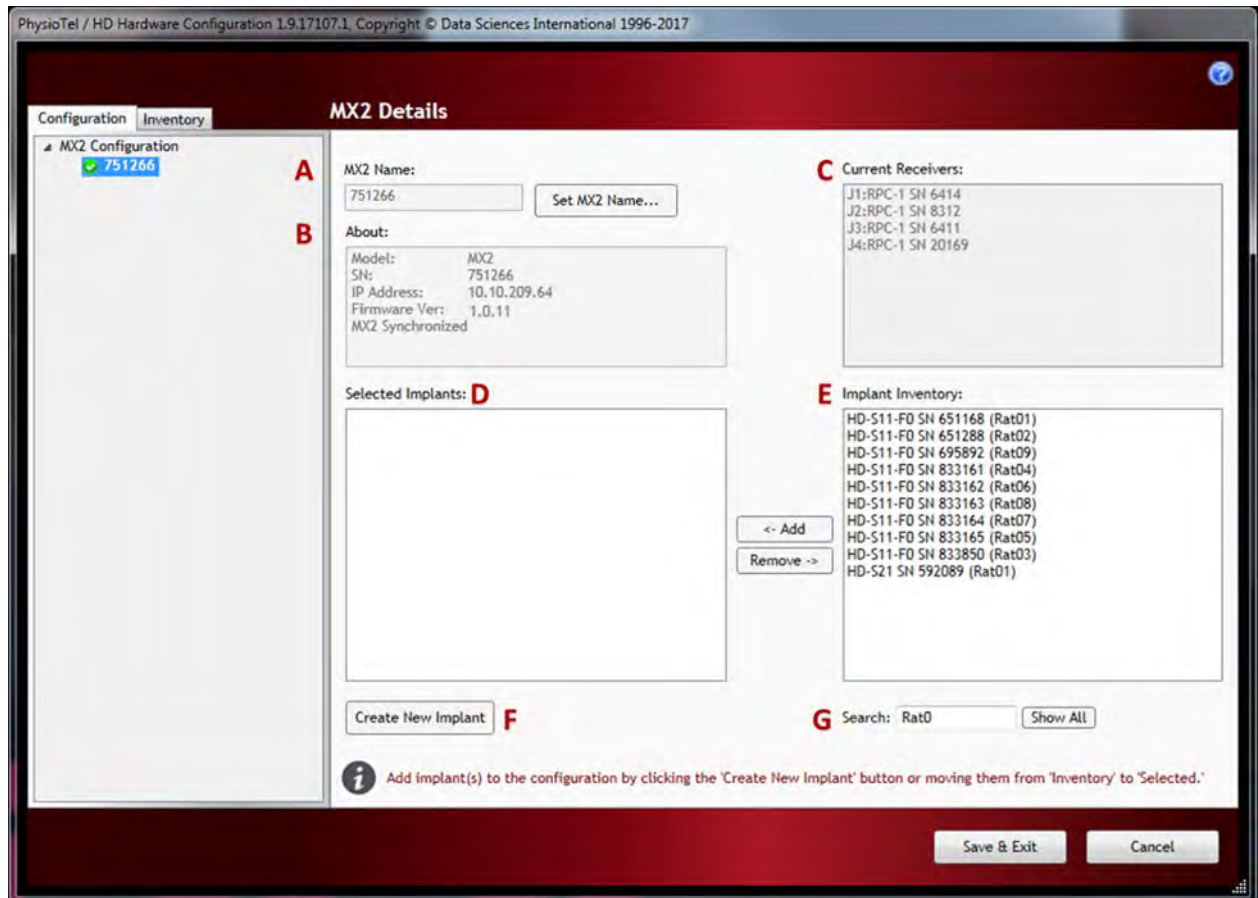 PhysioTel / HD Hardware Configuration 1.9.17107.1, Copyright © Data Sciences International 1996-2017
Configuration
Inventory
MX2 Details
MX2 Configuration
751266
A
MX2 Name:
751266
Set MX2 Name...
B
About:
Model: MX2
SN: 751266
IP Address: 10.10.209.64
Firmware Ver: 1.0.11
MX2 Synchronized
C
Current Receivers:
J1:RPC-1 SN 6414
J2:RPC-1 SN 8312
J3:RPC-1 SN 6411
J4:RPC-1 SN 20169
Selected Implants: D
<- Add
Remove ->
E
Implant Inventory:
HD-S11-F0 SN 651168 (Rat01)
HD-S11-F0 SN 651288 (Rat02)
HD-S11-F0 SN 695892 (Rat09)
HD-S11-F0 SN 833161 (Rat04)
HD-S11-F0 SN 833162 (Rat06)
HD-S11-F0 SN 833163 (Rat08)
HD-S11-F0 SN 833164 (Rat07)
HD-S11-F0 SN 833165 (Rat05)
HD-S11-F0 SN 833850 (Rat03)
HD-S21 SN 592089 (Rat01)
Create New Implant F
G Search: Rat0 Show All
Add implant(s) to the configuration by clicking the 'Create New Implant' button or moving them from 'Inventory' to 'Selected.'
Save & Exit
Cancel